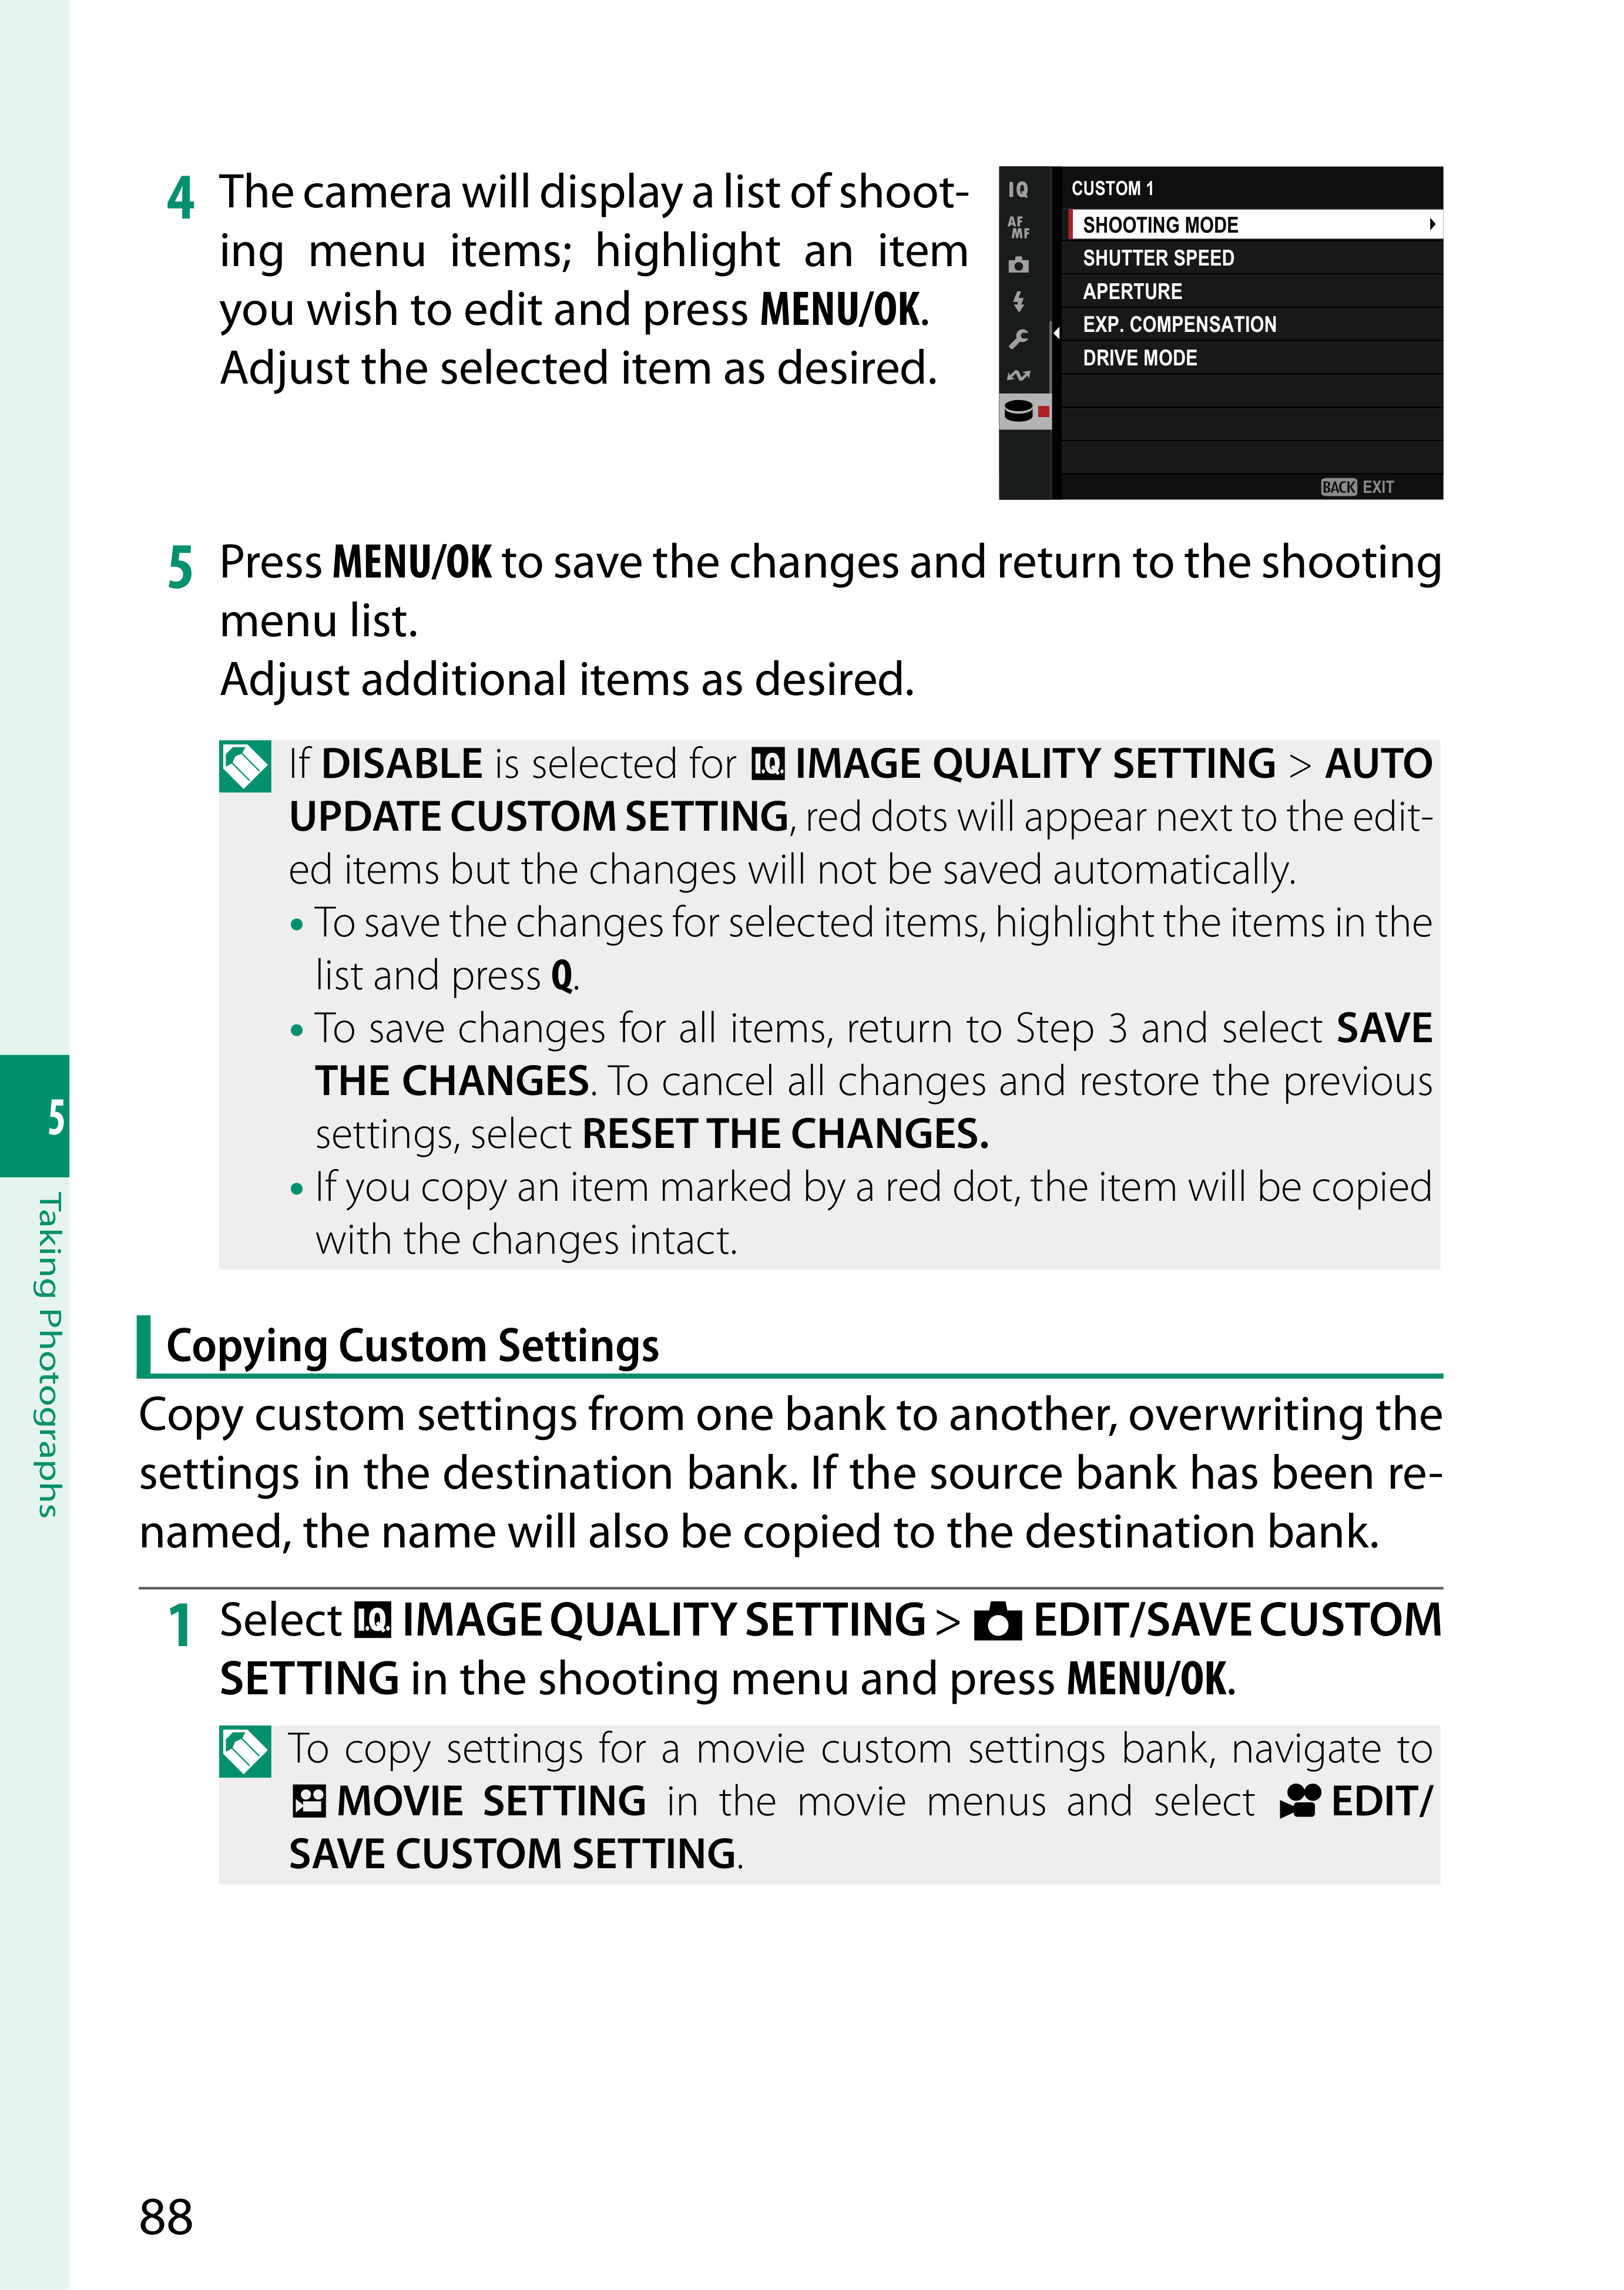 4 The camera will display a list of shoot-
ing menu items; highlight an item
you wish to edit and press MENU/OK.
Adjust the selected item as desired.
IQ
AF
MF
CUSTOM 1
SHOOTING MODE
SHUTTER SPEED
APERTURE
EXP. COMPENSATION
DRIVE MODE
BACK EXIT
5 Press MENU/OK to save the changes and return to the shooting
menu list.
Adjust additional items as desired.
If DISABLE is selected for I.Q. IMAGE QUALITY SETTING > AUTO
UPDATE CUSTOM SETTING, red dots will appear next to the edit-
ed items but the changes will not be saved automatically.
• To save the changes for selected items, highlight the items in the
list and press Q.
• To save changes for all items, return to Step 3 and select SAVE
THE CHANGES. To cancel all changes and restore the previous
settings, select RESET THE CHANGES.
• If you copy an item marked by a red dot, the item will be copied
with the changes intact.
5
Taking Photographs
Copying Custom Settings
Copy custom settings from one bank to another, overwriting the
settings in the destination bank. If the source bank has been re-
named, the name will also be copied to the destination bank.
1 Select I.Q. IMAGE QUALITY SETTING > EDIT/SAVE CUSTOM
SETTING in the shooting menu and press MENU/OK.
To copy settings for a movie custom settings bank, navigate to
MOVIE SETTING in the movie menus and select EDIT/
SAVE CUSTOM SETTING.
88